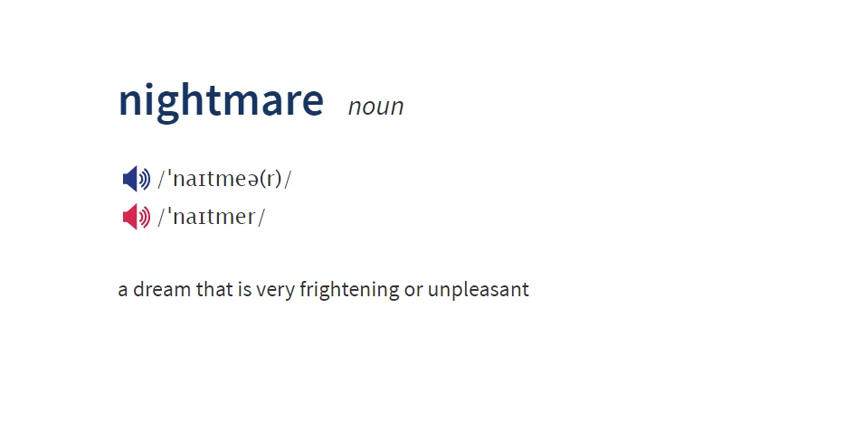 nightmare noun
/ˈnaɪtmeə(r)/
/ˈnaɪtmer/
a dream that is very frightening or unpleasant